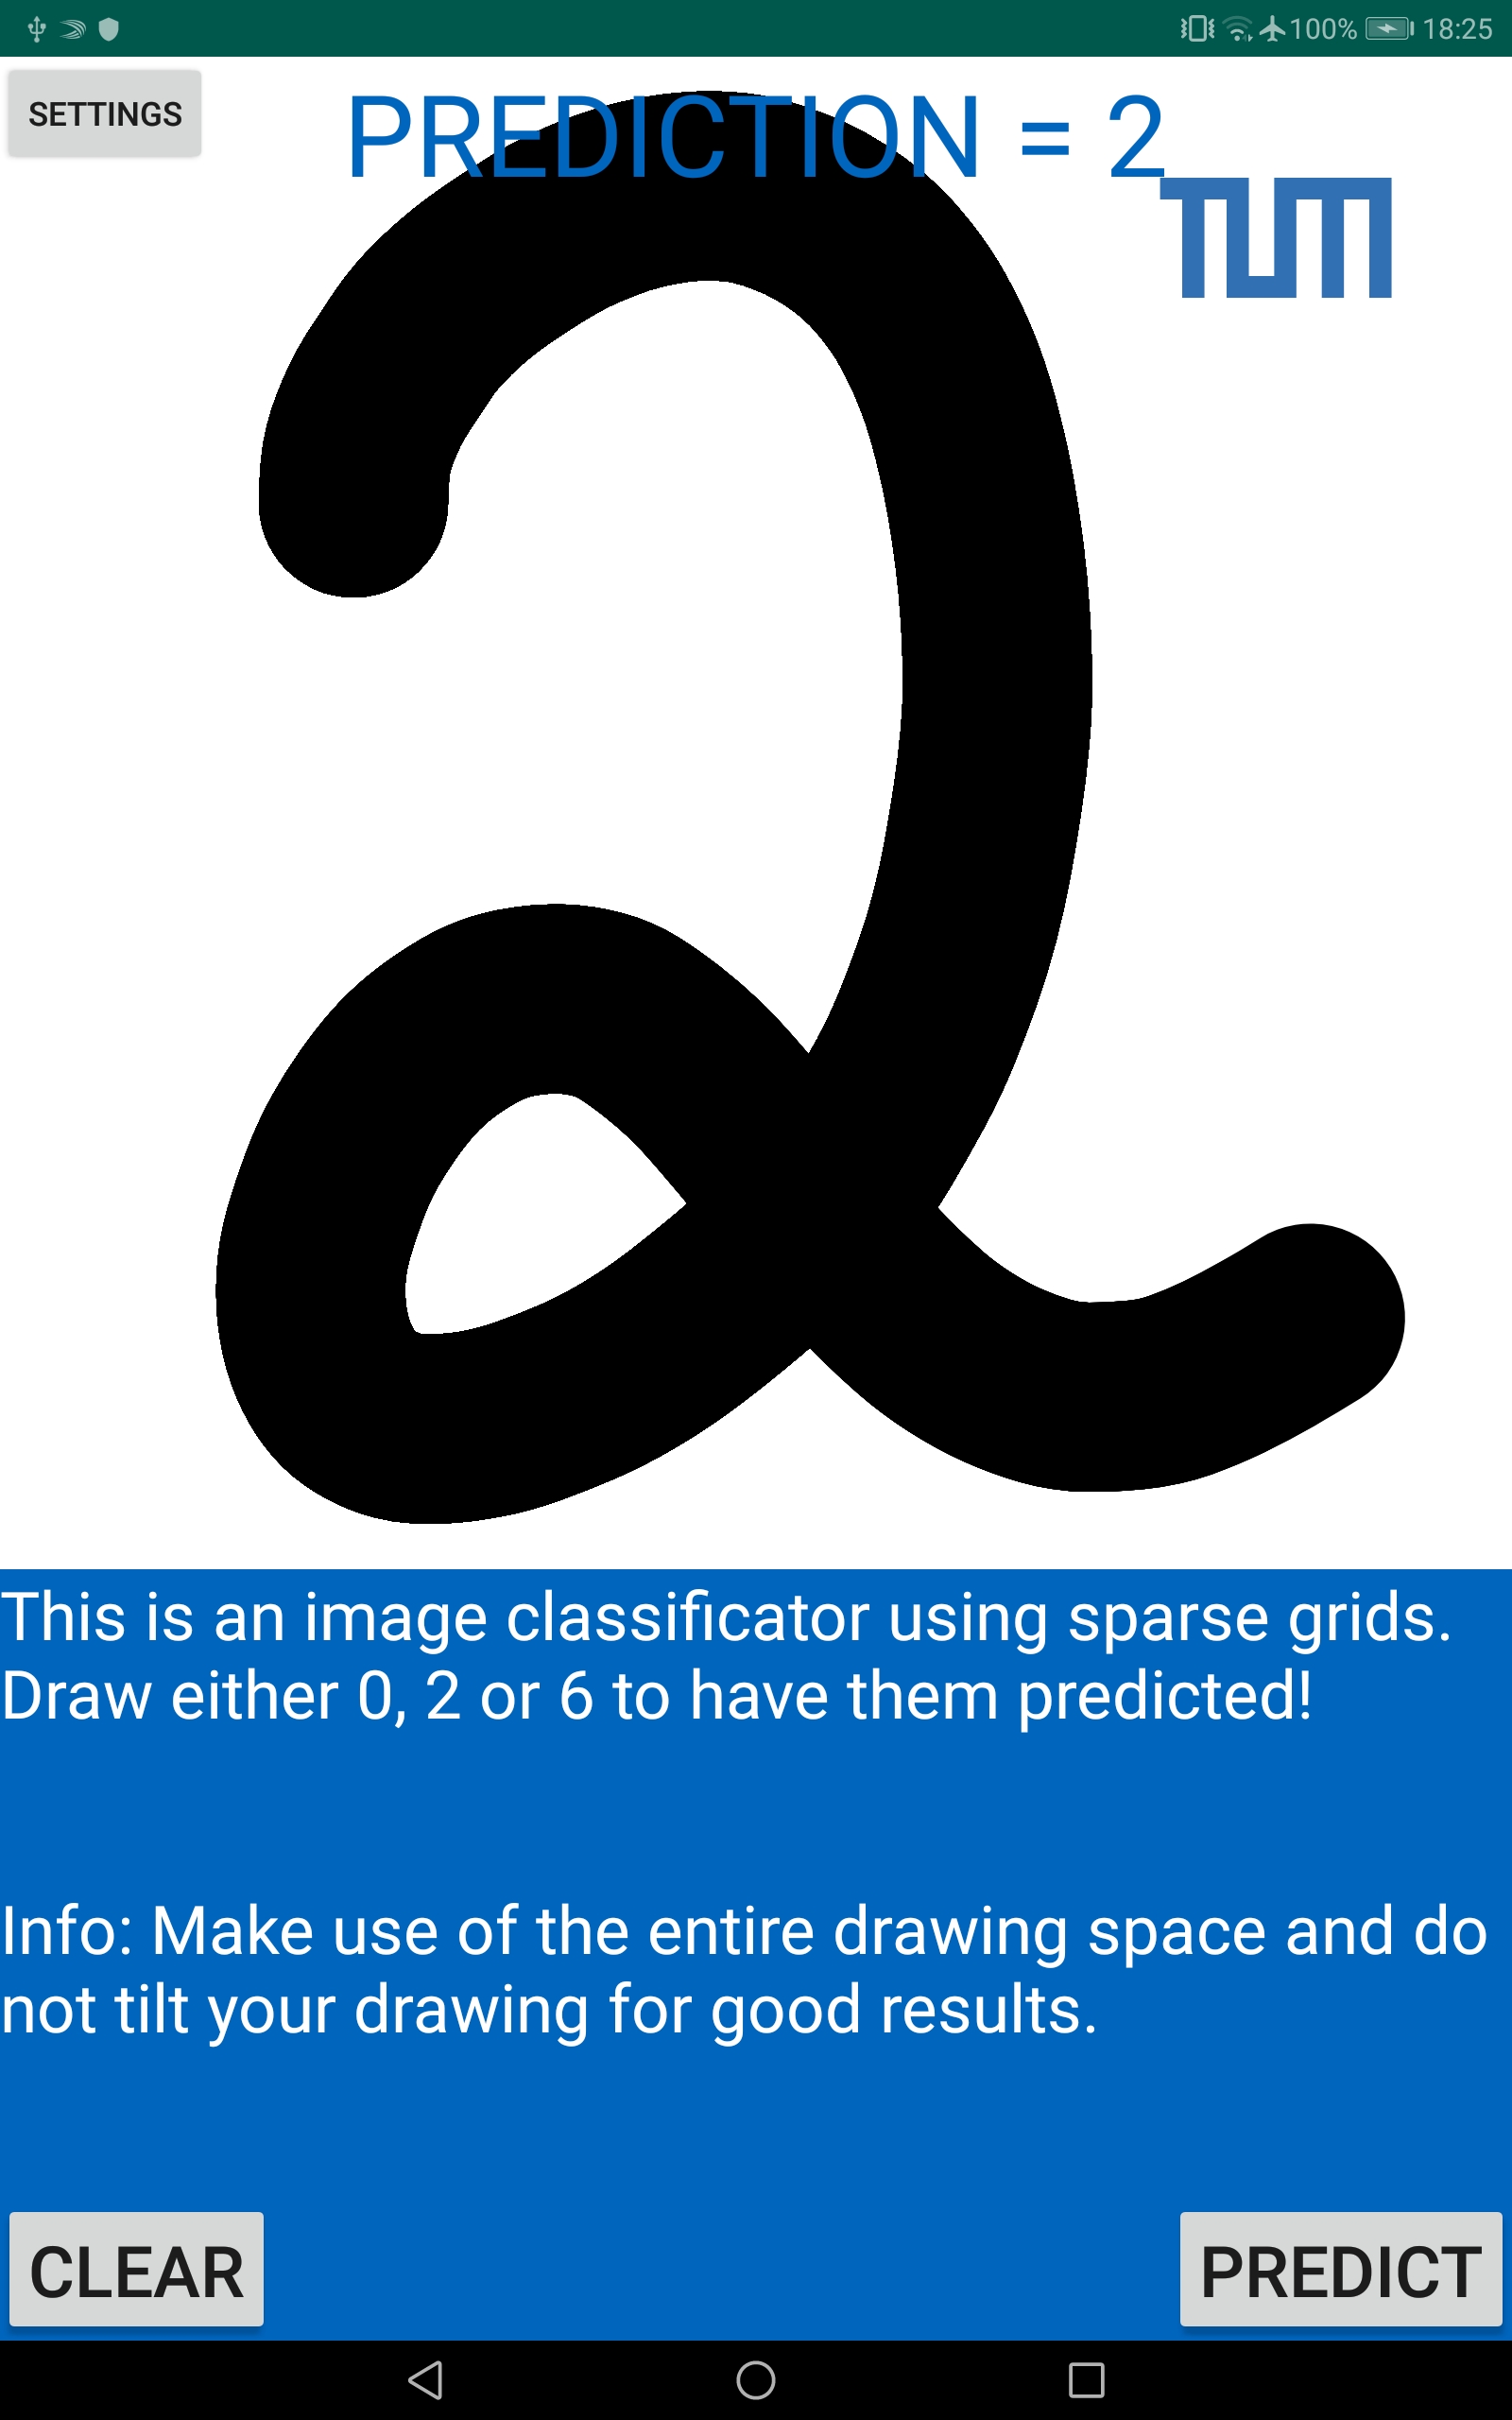 100% 18:25
SETTINGS
PREDICTION = 2
TUM
2
This is an image classificator using sparse grids.
Draw either 0, 2 or 6 to have them predicted!
Info: Make use of the entire drawing space and do
not tilt your drawing for good results.
CLEAR
PREDICT